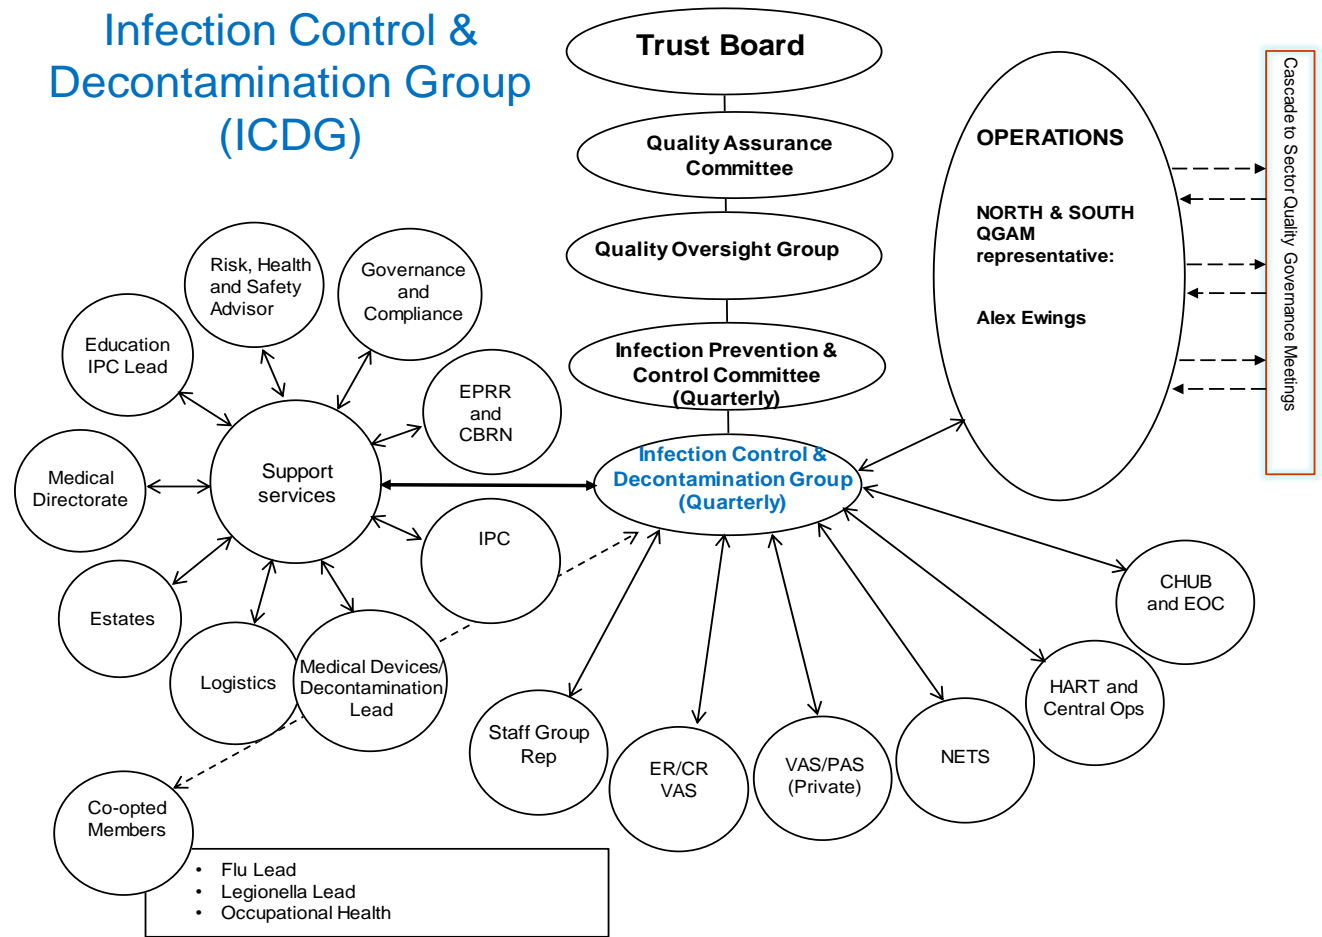 Infection Control &
Decontamination Group
(ICDG)
Trust Board
Quality Assurance
Committee
Quality Oversight Group
Infection Prevention &
Control Committee
(Quarterly)
Infection Control &
Decontamination Group
(Quarterly)
OPERATIONS
NORTH & SOUTH
QGAM
representative:
Alex Ewings
Cascade to Sector Quality Governance Meetings
Risk, Health
and Safety
Advisor
Governance
and
Compliance
Education
IPC Lead
EPRR
and
CBRN
Medical
Directorate
Support
services
IPC
Estates
Logistics
Medical Devices/
Decontamination
Lead
Co-opted
Members
• Flu Lead
• Legionella Lead
• Occupational Health
Staff Group
Rep
ER/CR
VAS
VAS/PAS
(Private)
NETS
HART and
Central Ops
CHUB
and EOC